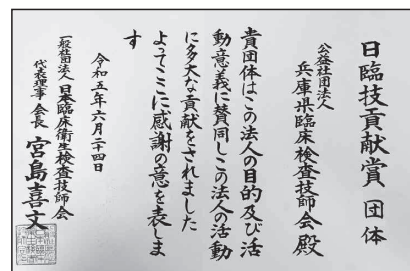 日臨技貢献賞 団体
公益社団法人
兵庫県臨床検査技師会 殿
貴団体はこの法人の目的及び活
動意義に賛同しこの法人の活動
に多大な貢献をされました
よってここに感謝の意を表しま
す
令和五年六月二十四日
一般社団法人 日本臨床衛生検査技師会
代表理事 会長 宮島喜文